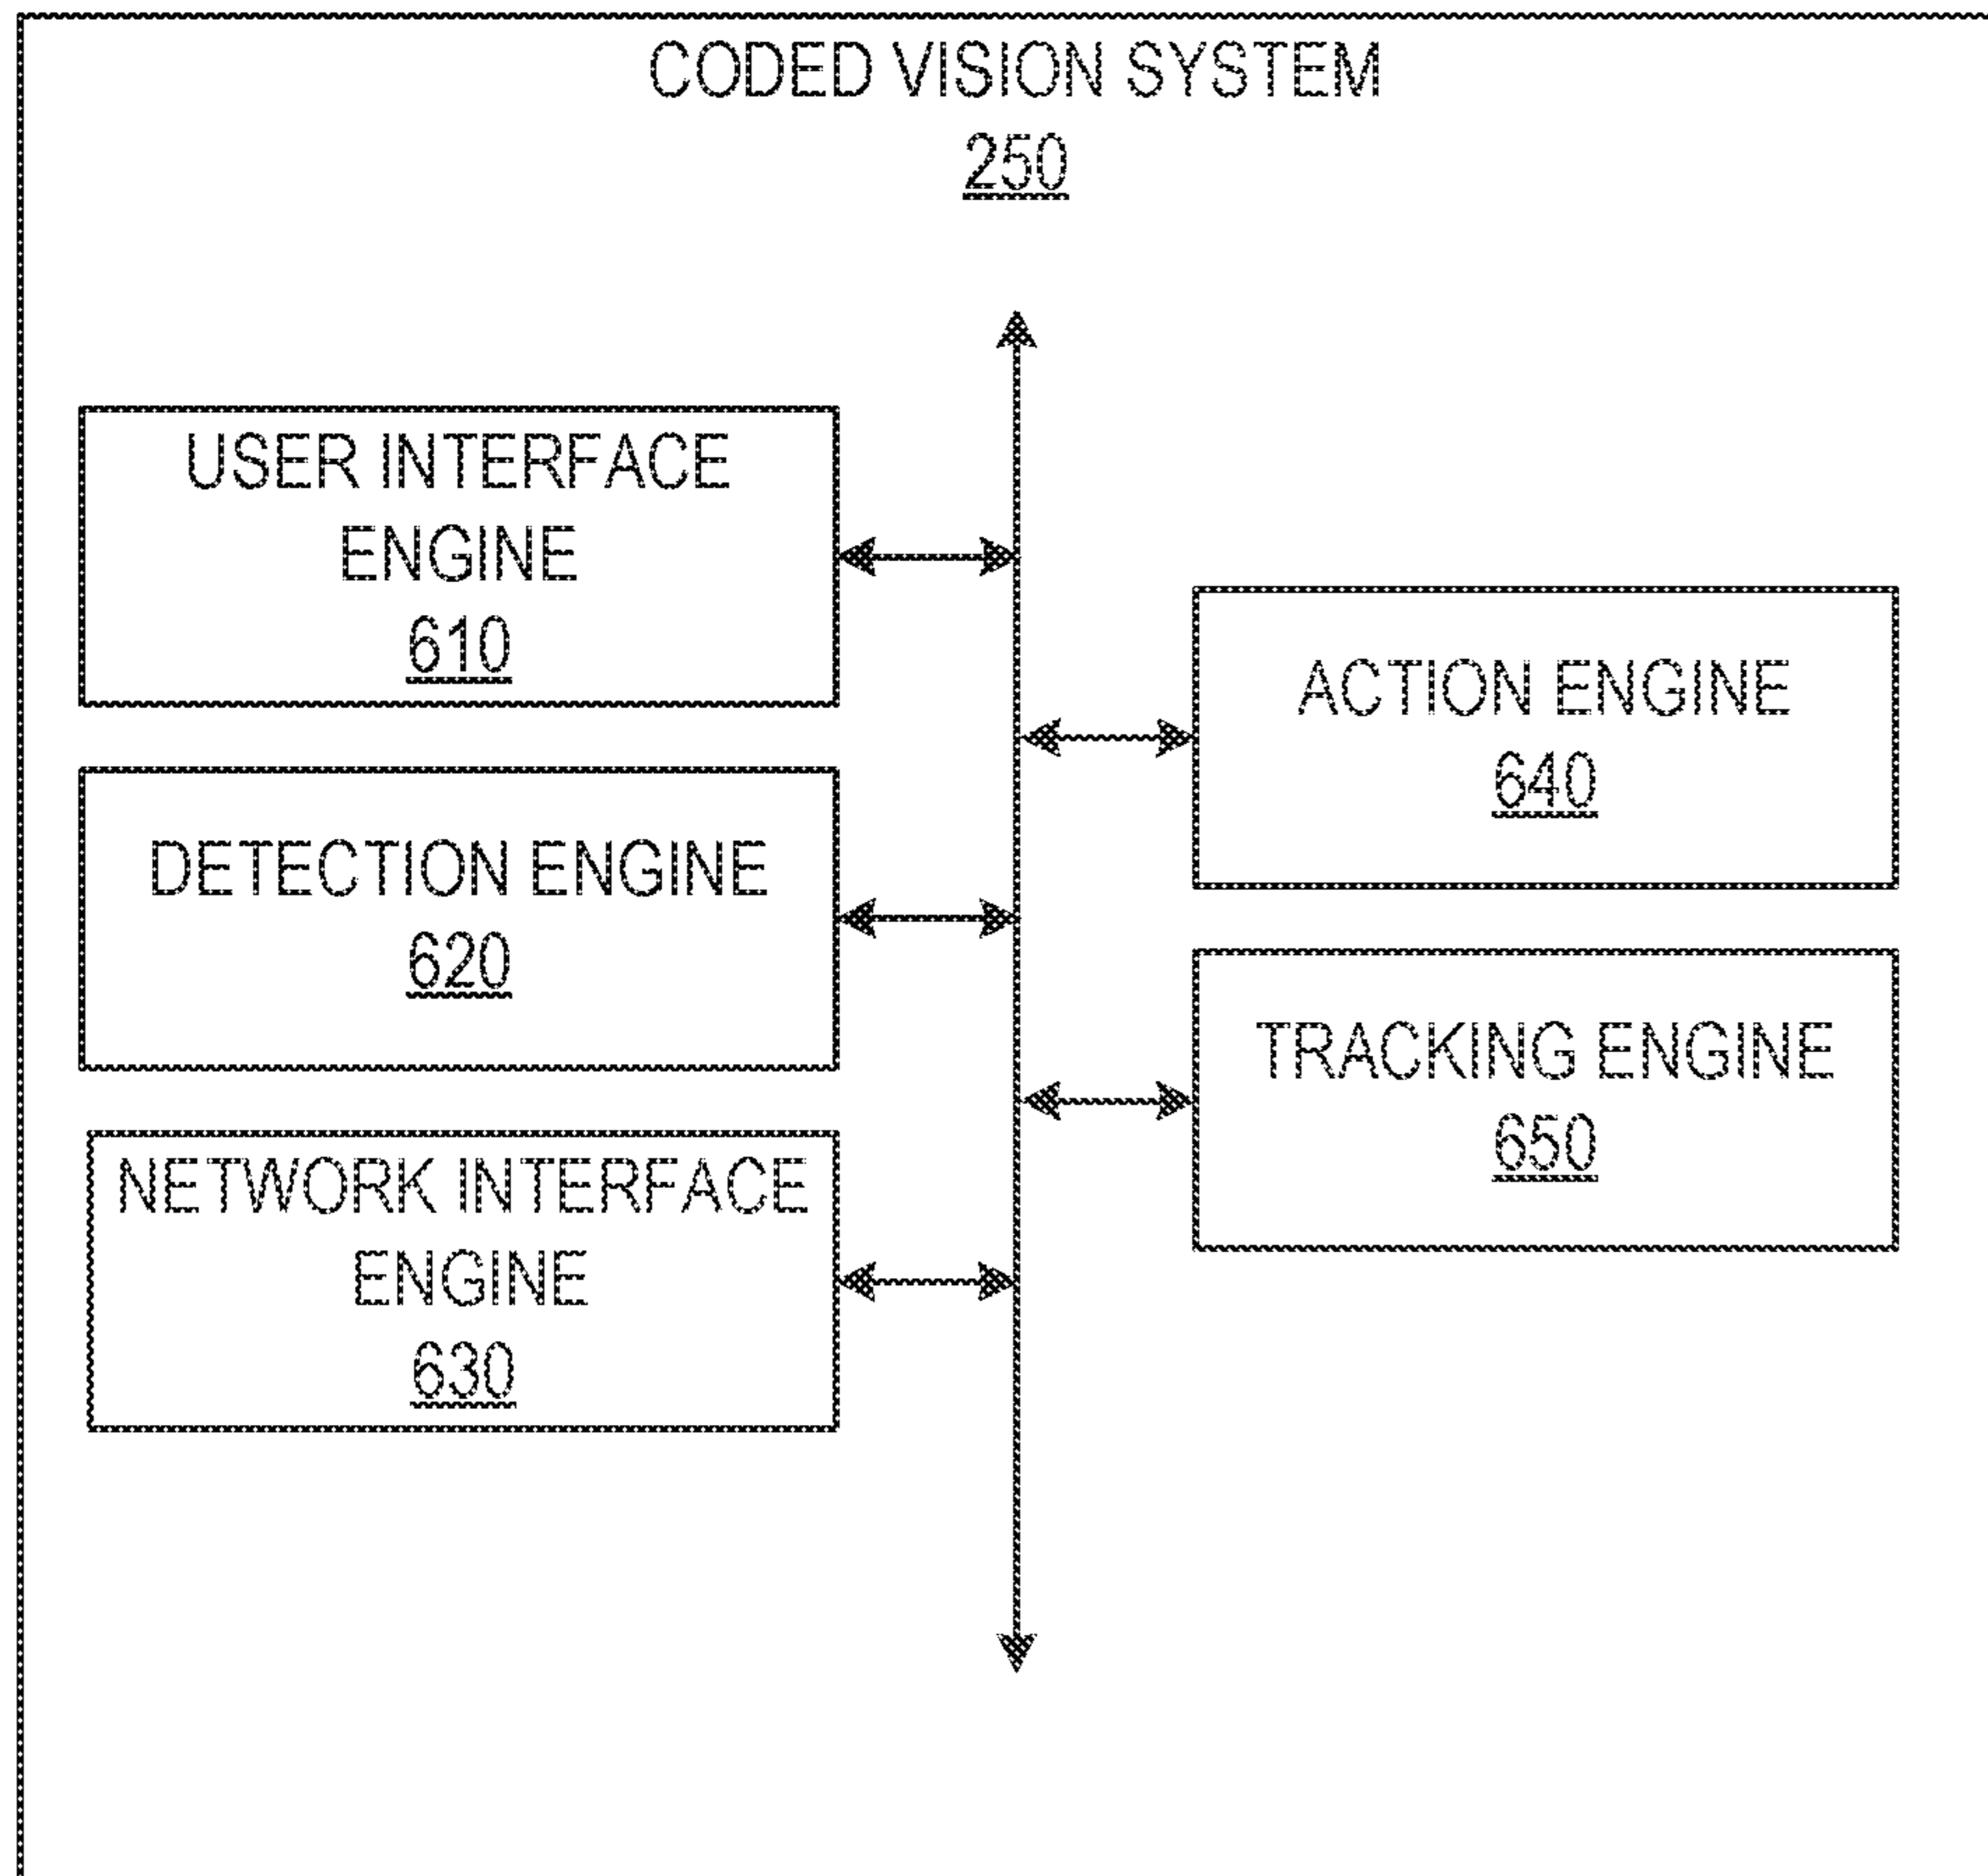 CODED VISION SYSTEM
250
USER INTERFACE
ENGINE
610
DETECTION ENGINE
620
NETWORK INTERFACE
ENGINE
630
ACTION ENGINE
640
TRACKING ENGINE
650